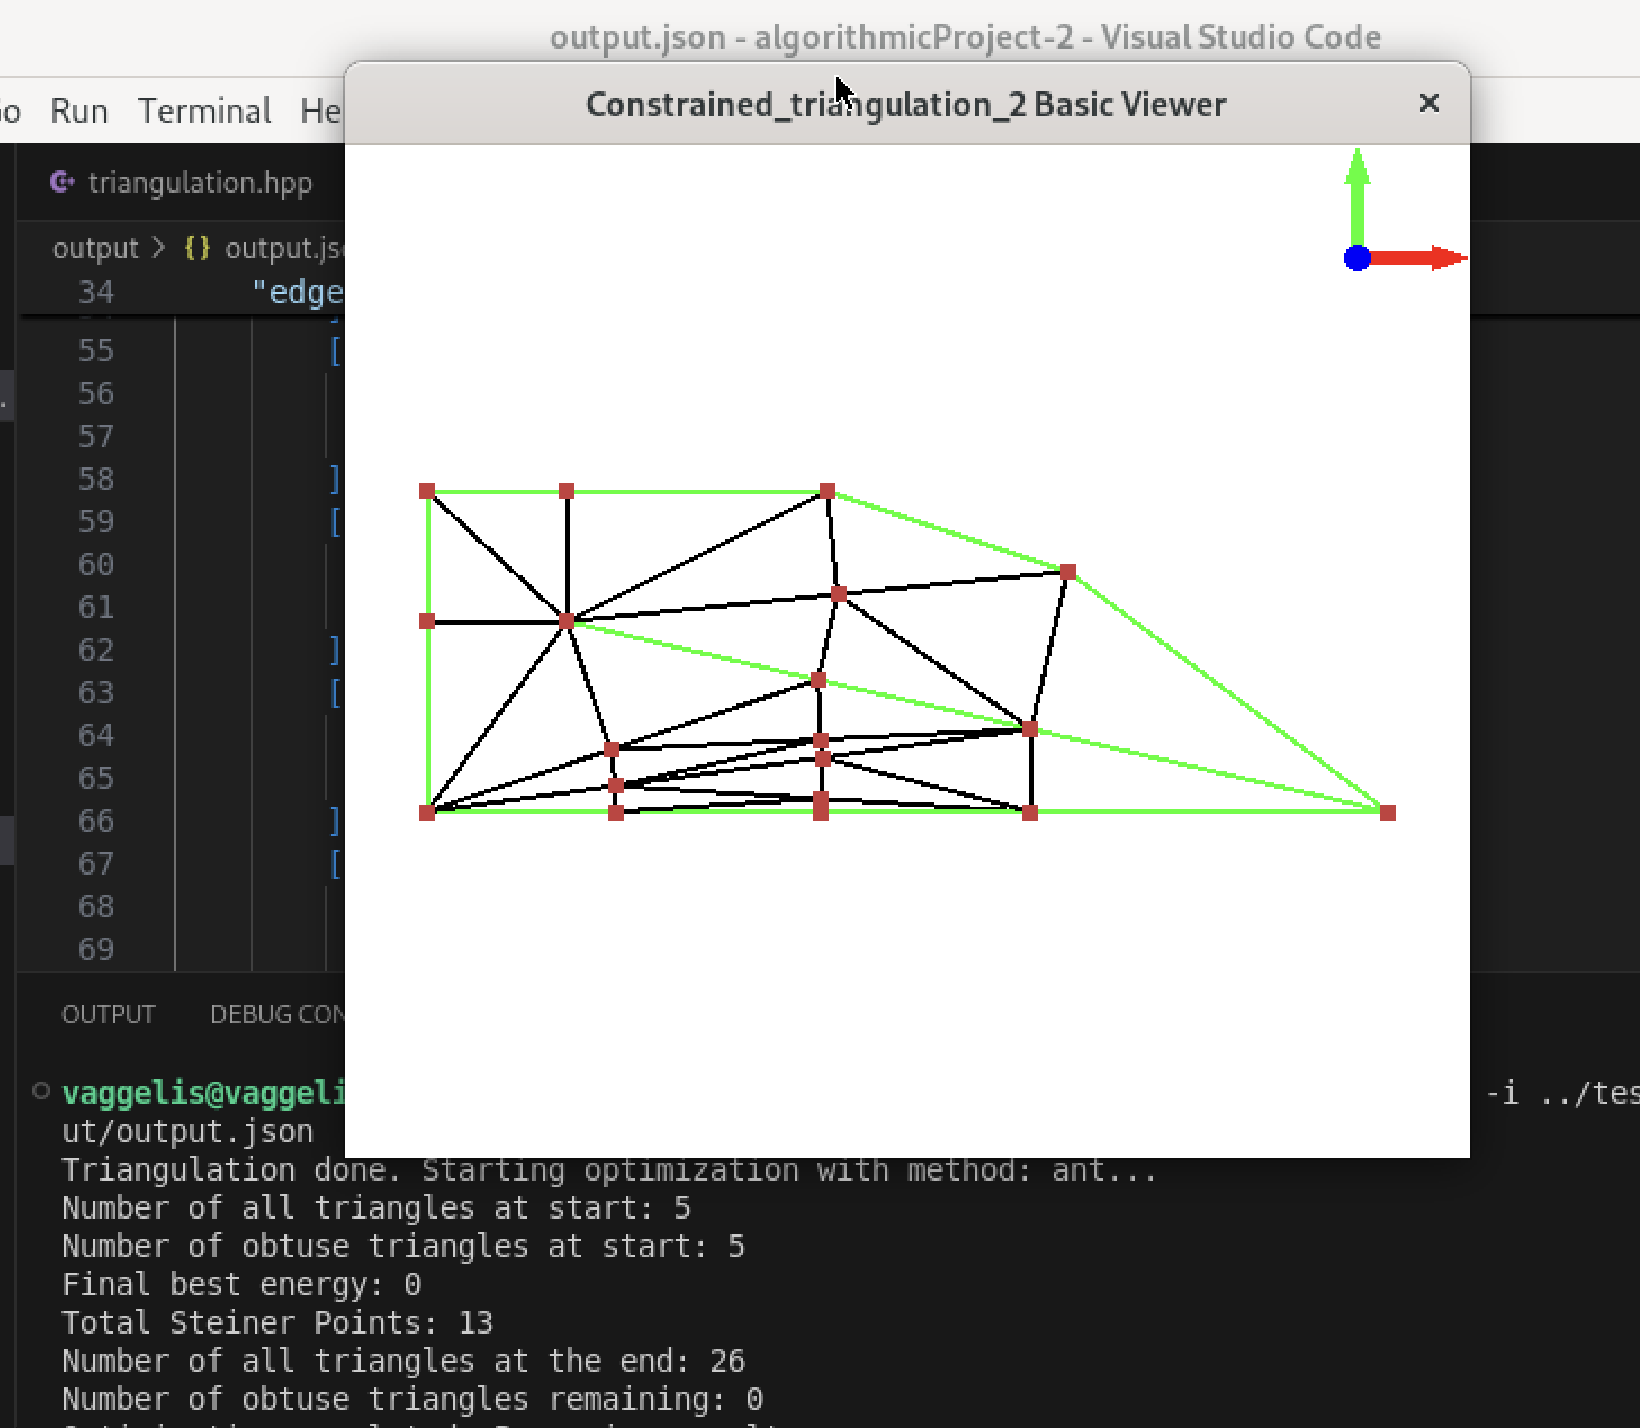 output.json - algorithmicProject-2 - Visual Studio Code
Run Terminal
Constrained_triangulation_2 Basic Viewer ×
triangulation.hpp
output > {} output.js
34 "edge
55 [
56
57
58 ]
59 [
60
61
62 ]
63 [
64
65
66 ]
67 [
68
69
OUTPUT DEBUG CON
vaggelis@vaggeli -i ../tes
ut/output.json
Triangulation done. Starting optimization with method: ant...
Number of all triangles at start: 5
Number of obtuse triangles at start: 5
Final best energy: 0
Total Steiner Points: 13
Number of all triangles at the end: 26
Number of obtuse triangles remaining: 0